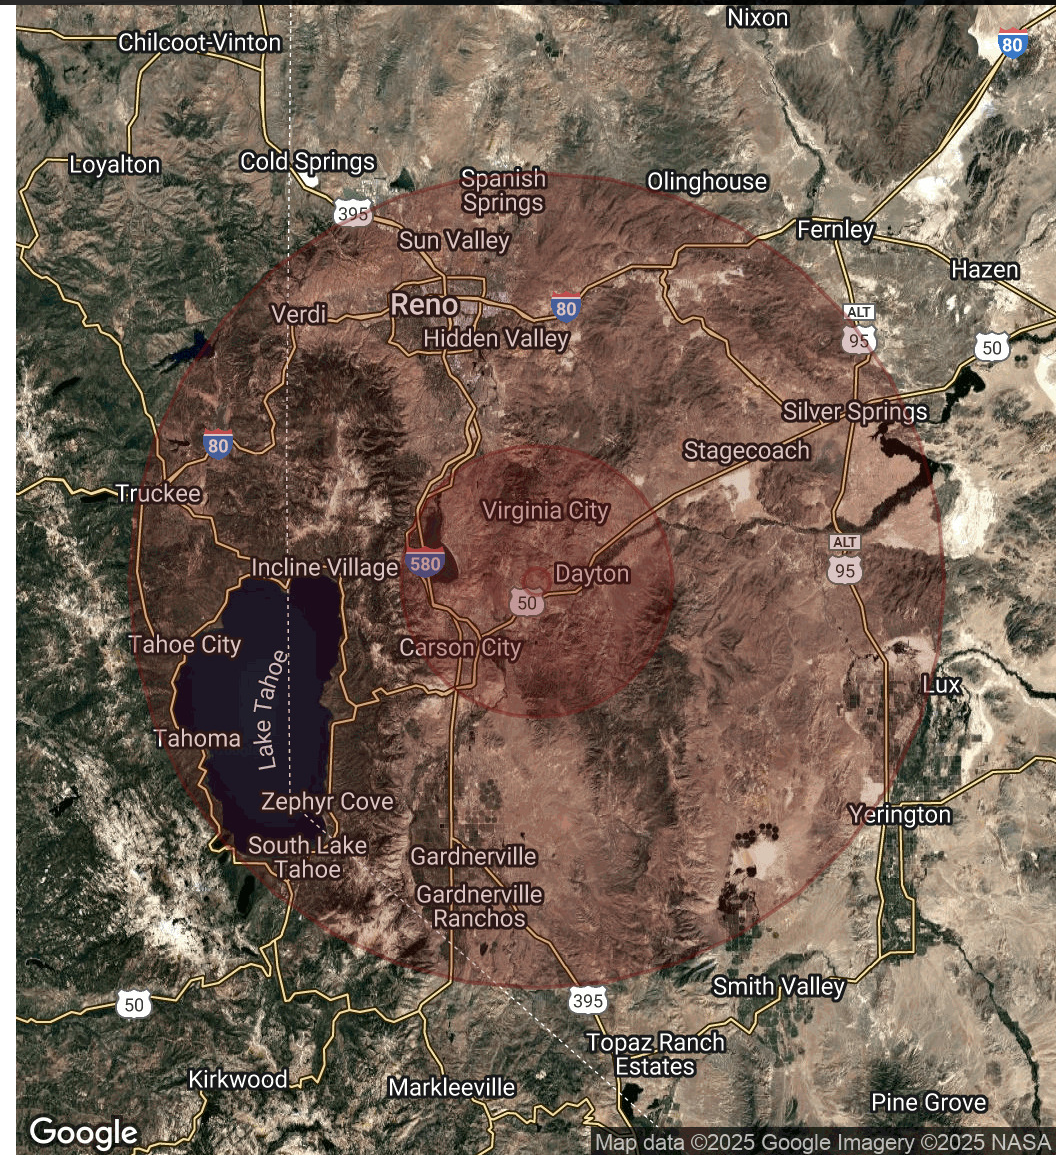 Nixon
80
Chilcoot-Vinton
Loyalton
Cold Springs
395
Spanish
Springs
Olinghouse
Sun Valley
Fernley
Hazen
Verdi
Reno
80
ALT
95
Hidden Valley
50
80
Silver Springs
Stagecoach
Truckee
Virginia City
ALT
95
Incline Village
580
Dayton
50
Tahoe City
Carson City
Lake Tahoe
Lux
Tahoma
Zephyr Cove
Yerington
South Lake
Tahoe
Gardnerville
Gardnerville
Ranchos
50
395
Smith Valley
Topaz Ranch
Estates
Kirkwood
Markleeville
Pine Grove
Google
Map data ©2025 Google Imagery ©2025 NASA